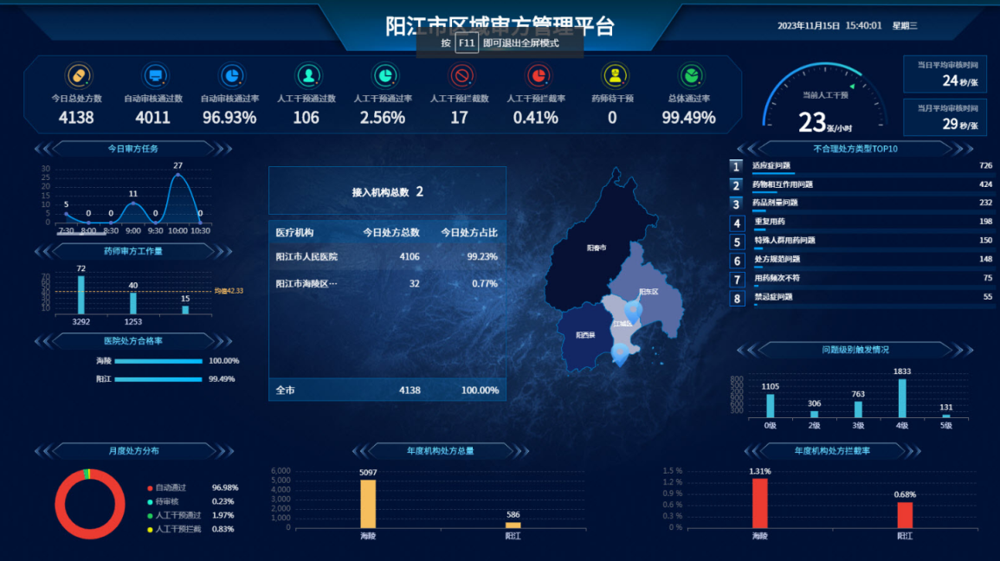 阳江市区域审方管理平台
按 F11 即可退出全屏模式
2023年11月15日 15:40:01 星期三
今日总处方数 自动审核通过数 自动审核通过率 人工干预通过数 人工干预通过率 人工干预拦截数 人工干预拦截率 药师待干预 总体通过率
4138 4011 96.93% 106 2.56% 17 0.41% 0 99.49%
当前人工干预
23张/小时
当日平均审核时间
24秒/张
当月平均审核时间
29秒/张
今日审方任务
30
25
20
15
10
5
0
5 0 0 11 0 27 0
7:30 8:00 8:30 9:00 9:30 10:00 10:30
药师审方工作量
70
60
50
40
30
20
10
72 40 15
均值42.33
3292 1253
医院处方合格率
海陵 100.00%
阳江 99.49%
接入机构总数 2
医疗机构 今日处方总数 今日处方占比
阳江市人民医院 4106 99.23%
阳江市海陵区… 32 0.77%
全市 4138 100.00%
阳春市
阳东区
江城区
阳西县
不合理处方类型TOP10
1 适应症问题 726
2 药物相互作用问题 424
3 药品剂量问题 232
4 重复用药 198
5 特殊人群用药问题 150
6 处方规范问题 148
7 用药频次不符 75
8 禁忌症问题 55
问题级别触发情况
1105 306 763 1833 131
0级 2级 3级 4级 5级
月度处方分布
自动通过 96.98%
待审核 0.23%
人工干预通过 1.97%
人工干预拦截 0.83%
年度机构处方总量
6,000
5,000
4,000
3,000
2,000
1,000
0
5097 586
海陵 阳江
年度机构处方拦截率
1.5 %
1.2 %
0.9 %
0.6 %
0.3 %
0 %
1.31% 0.68%
海陵 阳江